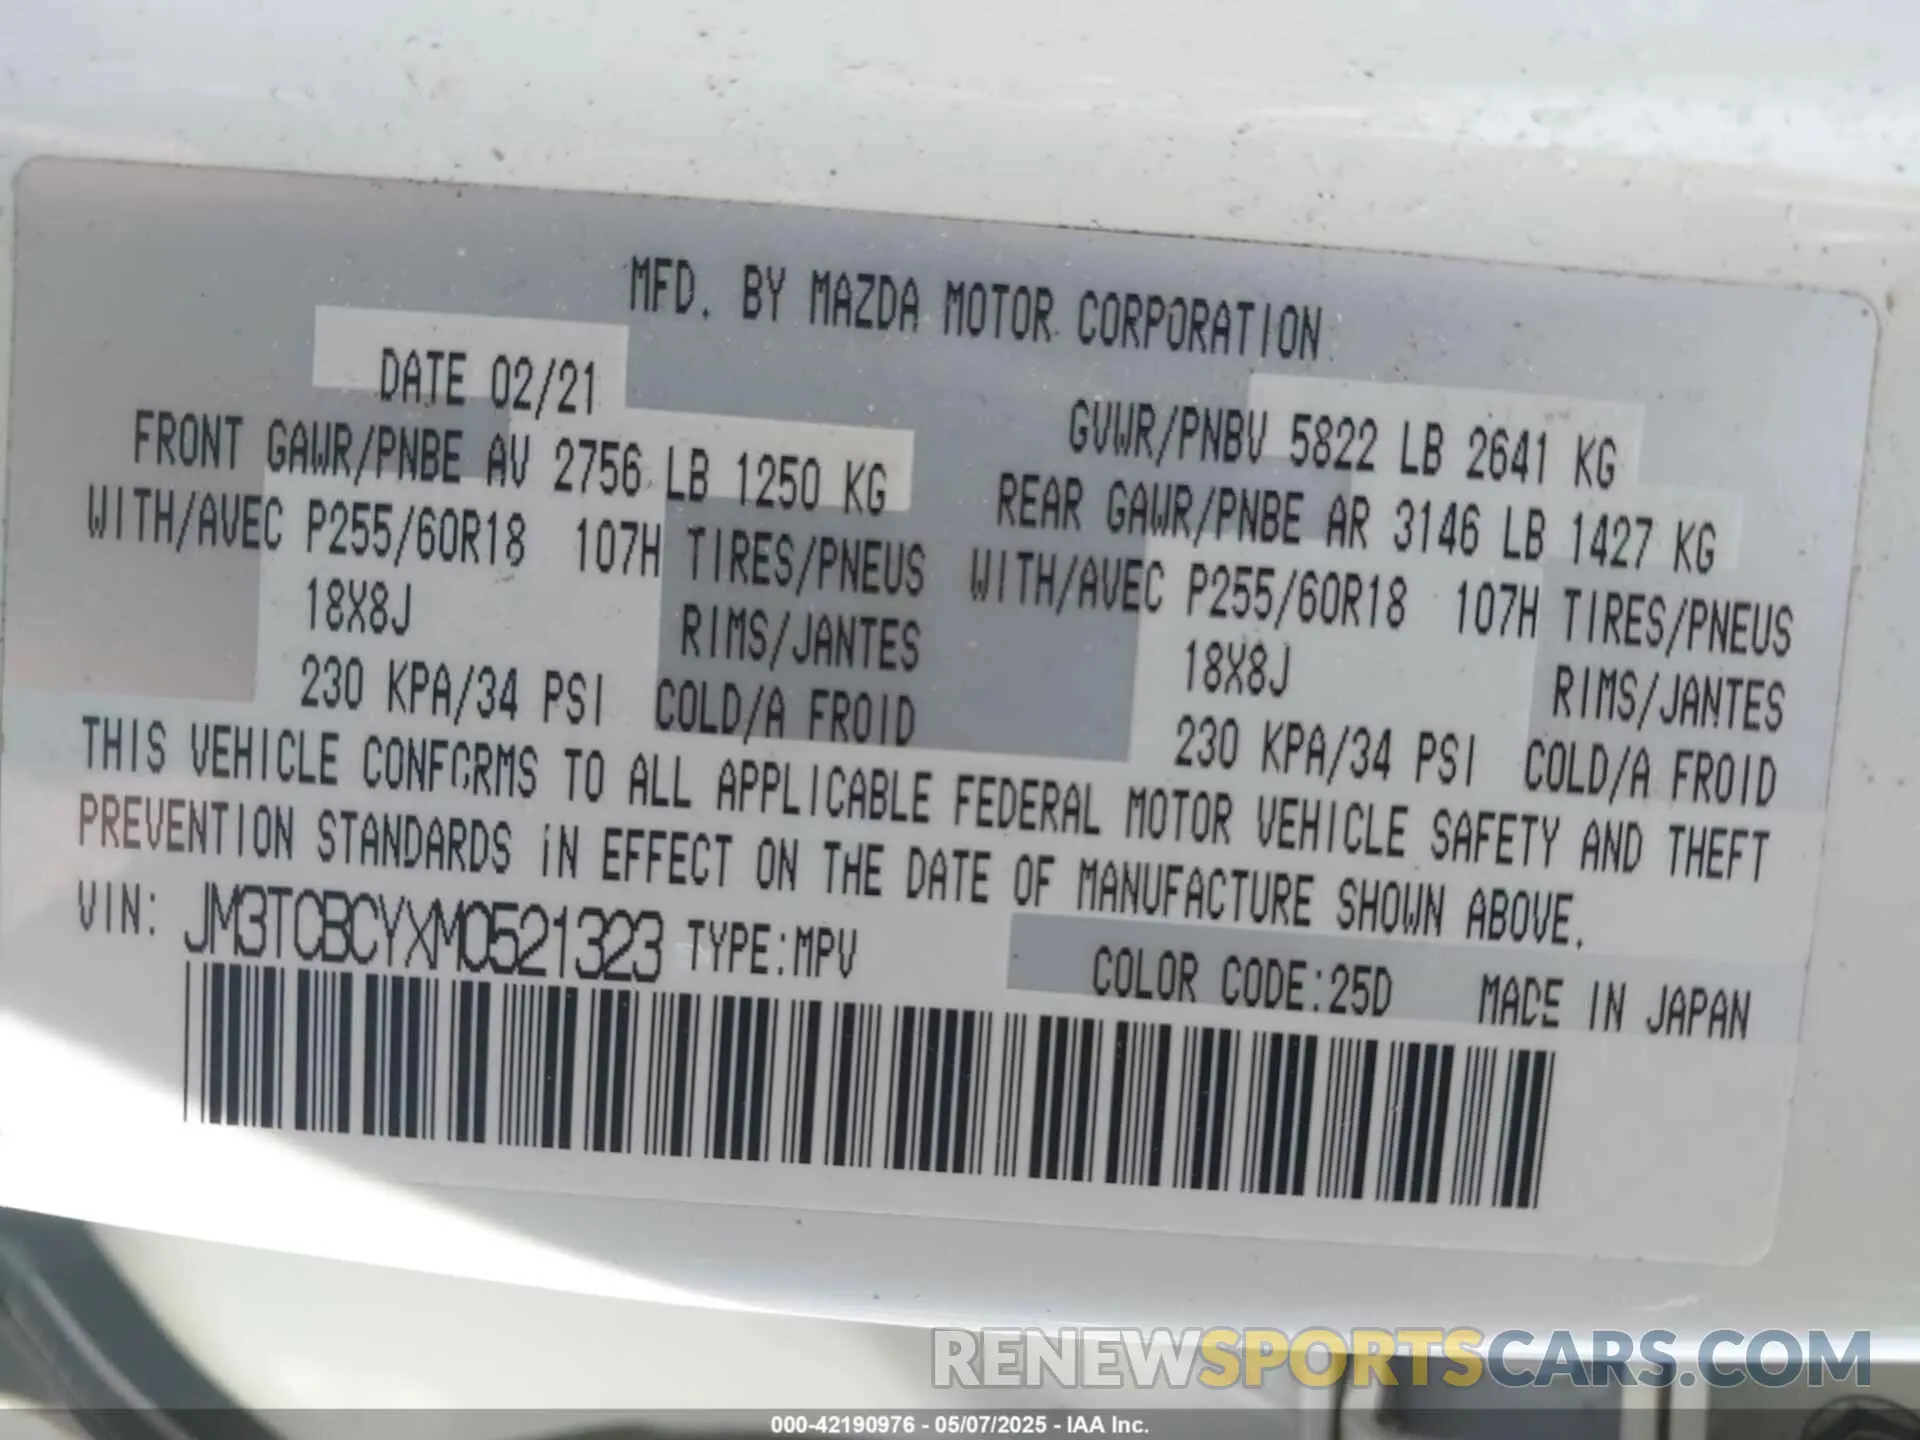 MFD. BY MAZDA MOTOR CORPORATION
DATE 02/21
GVWR/PNBV 5822 LB 2641 KG
FRONT GAWR/PNBE AV 2756 LB 1250 KG
REAR GAWR/PNBE AR 3146 LB 1427 KG
WITH/AVEC P255/60R18 107H TIRES/PNEUS
WITH/AVEC P255/60R18 107H TIRES/PNEUS
18X8J RIMS/JANTES
18X8J RIMS/JANTES
230 KPA/34 PSI COLD/A FROID
230 KPA/34 PSI COLD/A FROID
THIS VEHICLE CONFORMS TO ALL APPLICABLE FEDERAL MOTOR VEHICLE SAFETY AND THEFT
PREVENTION STANDARDS IN EFFECT ON THE DATE OF MANUFACTURE SHOWN ABOVE.
VIN: JM3TCBCYXM0521323 TYPE:MPV COLOR CODE:25D MADE IN JAPAN
RENEWSPORTSCARS.COM
000-42190976 - 05/07/2025 - IAA Inc.